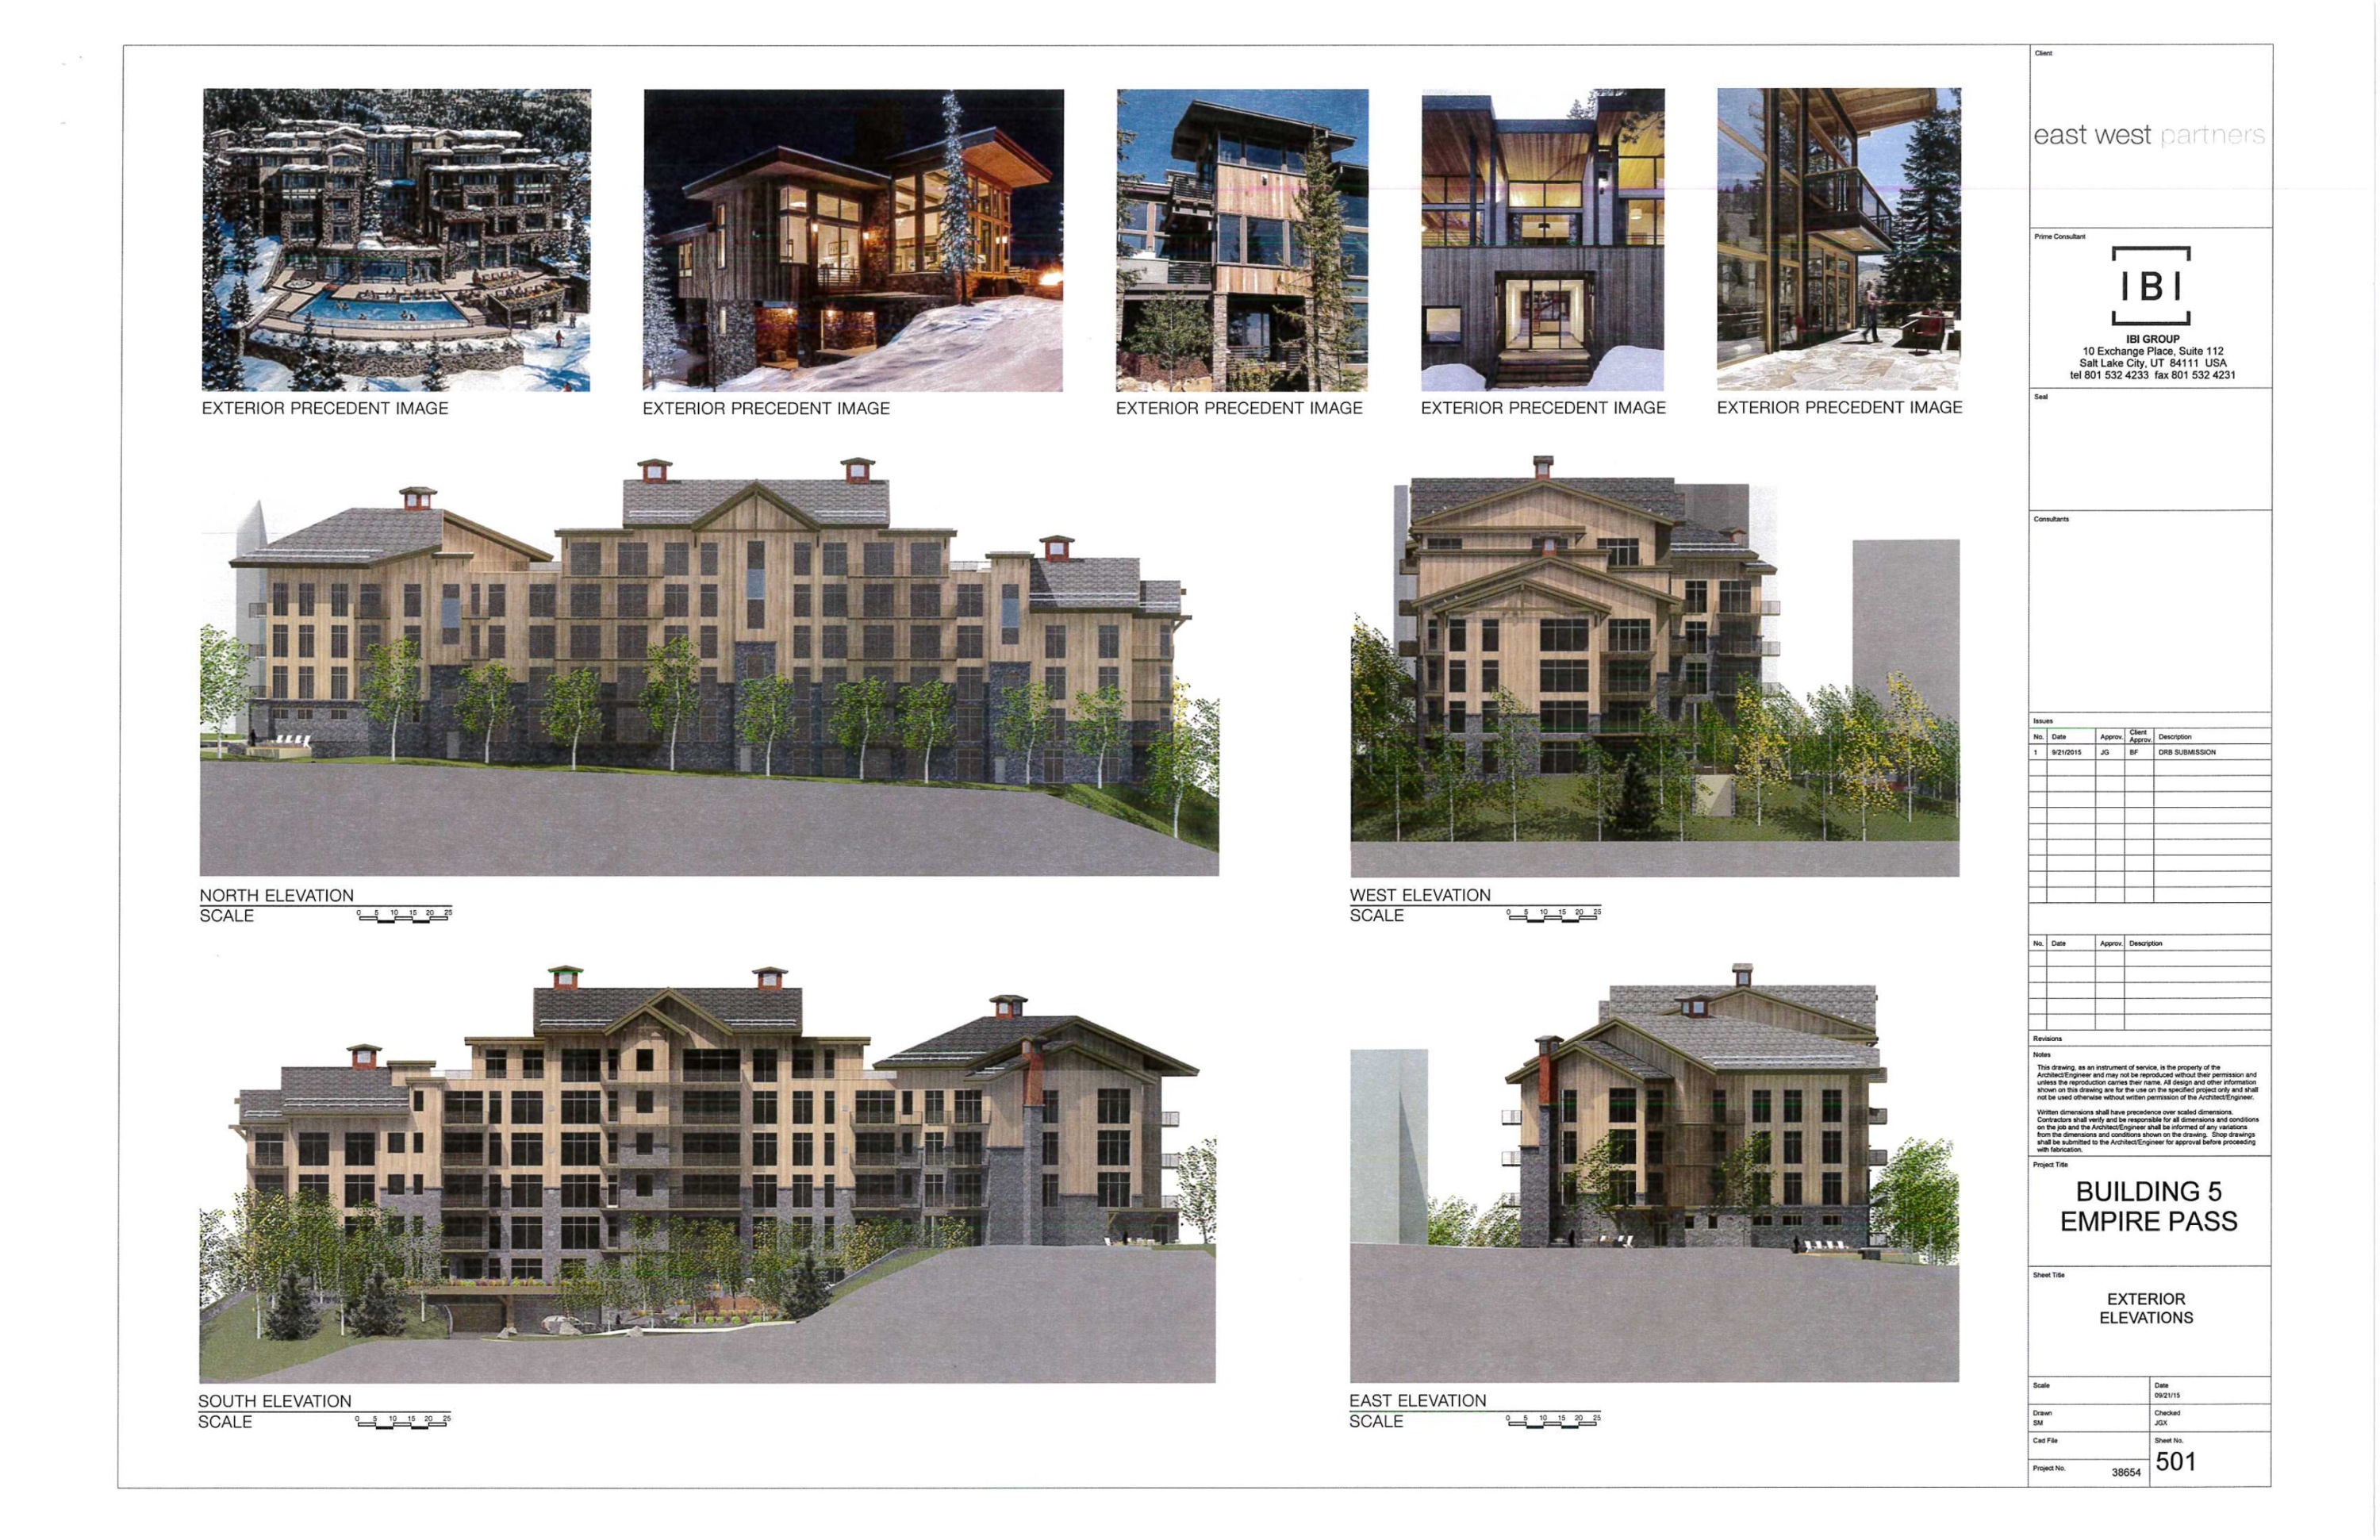 EXTERIOR PRECEDENT IMAGE
EXTERIOR PRECEDENT IMAGE
EXTERIOR PRECEDENT IMAGE
EXTERIOR PRECEDENT IMAGE
EXTERIOR PRECEDENT IMAGE
NORTH ELEVATION
SCALE
0 5 10 15 20 25
WEST ELEVATION
SCALE
0 5 10 15 20 25
SOUTH ELEVATION
SCALE
0 5 10 15 20 25
EAST ELEVATION
SCALE
0 5 10 15 20 25
Client
east west partners
Prime Consultant
IBI
IBI GROUP
10 Exchange Place, Suite 112
Salt Lake City, UT 84111 USA
tel 801 532 4233 fax 801 532 4231
Seal
Consultants
Issues
No. Date Approv. Client Approv. Description
1 9/21/2015 JG BF DRB SUBMISSION
No. Date Approv. Description
Revisions
Notes
This drawing, as an instrument of service, is the property of the
Architect/Engineer and may not be reproduced without their permission and
unless the reproduction carries their name. All design and other information
shown on this drawing are for the use on the specified project only and shall
not be used otherwise without written permission of the Architect/Engineer.
Written dimensions shall have precedence over scaled dimensions.
Contractors shall verify and be responsible for all dimensions and conditions
on the job and the Architect/Engineer shall be informed of any variations
from the dimensions and conditions shown on the drawing. Shop drawings
shall be submitted to the Architect/Engineer for approval before proceeding
with fabrication.
Project Title
BUILDING 5
EMPIRE PASS
Sheet Title
EXTERIOR
ELEVATIONS
Scale
Date
09/21/15
Drawn
SM
Checked
JGX
Cad File
Sheet No.
501
Project No.
38654